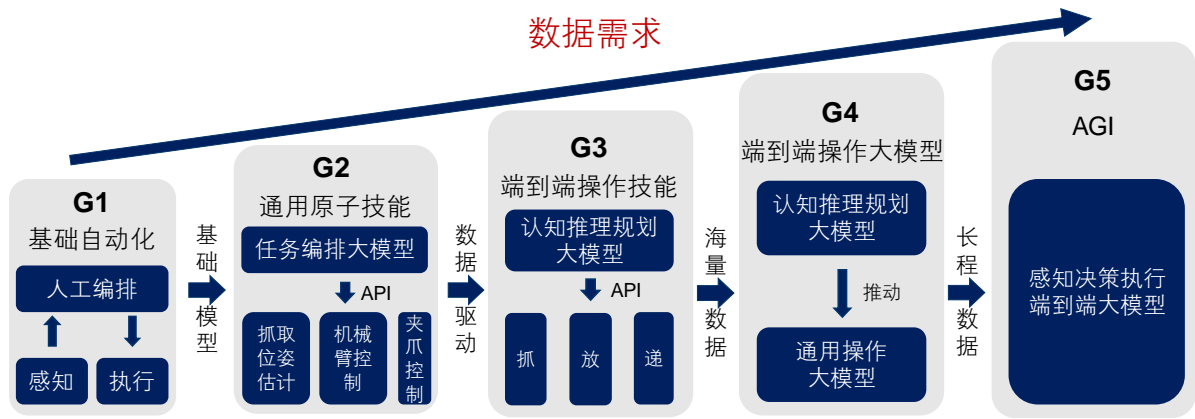 数据需求
G1
基础自动化
人工编排
感知
执行
基础
模型
G2
通用原子技能
任务编排大模型
API
抓取
位姿
估计
机械
臂控
制
夹爪控制
数据
驱动
G3
端到端操作技能
认知推理规划
大模型
API
抓
放
递
海量
数据
G4
端到端操作大模型
认知推理规划
大模型
推动
通用操作
大模型
长程
数据
G5
AGI
感知决策执行
端到端大模型